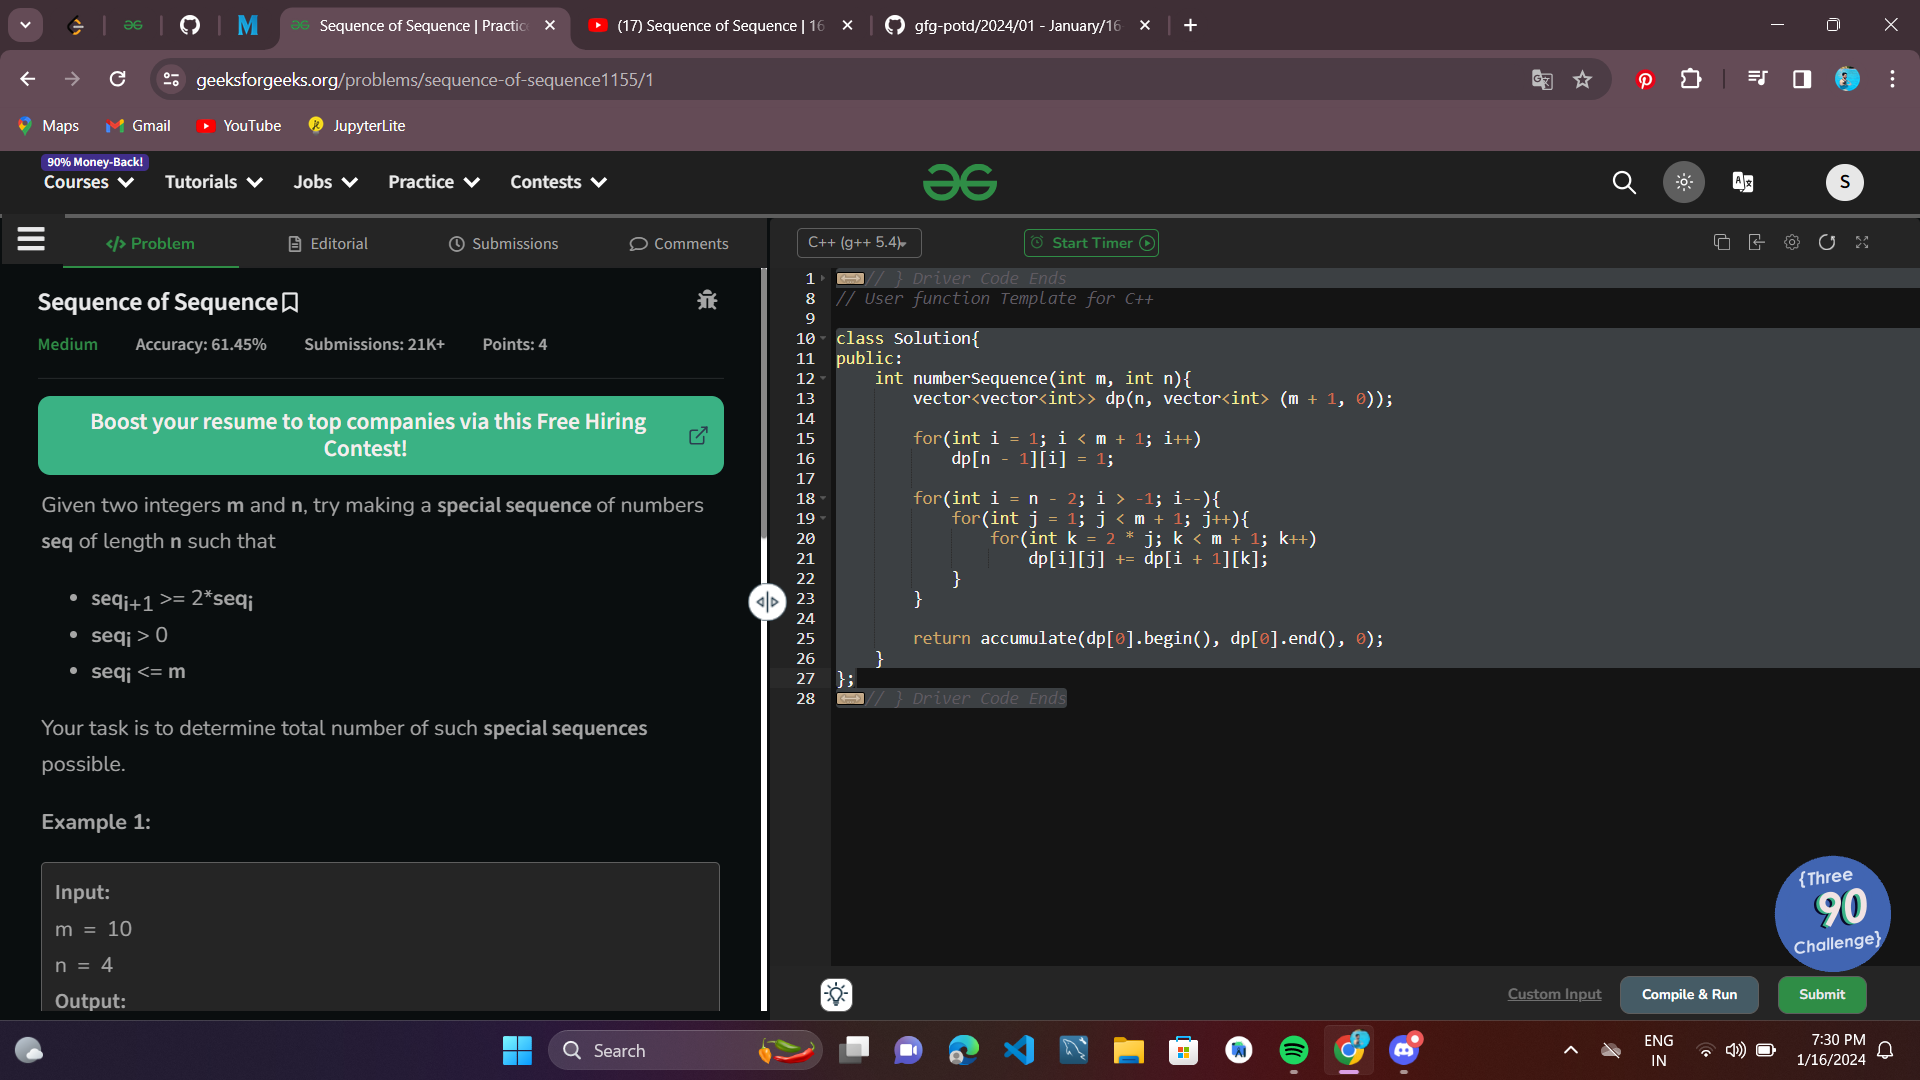 Sequence of Sequence | Practic
(17) Sequence of Sequence | 16
gfg-potd/2024/01 - January/16
geeksforgeeks.org/problems/sequence-of-sequence1155/1
Maps
Gmail
YouTube
JupyterLite
90% Money-Back!
Courses
Tutorials
Jobs
Practice
Contests
S
</> Problem
Editorial
Submissions
Comments
C++ (g++ 5.4)
Start Timer
Sequence of Sequence
Medium
Accuracy: 61.45%
Submissions: 21K+
Points: 4
Boost your resume to top companies via this Free Hiring
Contest!
Given two integers m and n, try making a special sequence of numbers
seq of length n such that
• seqi+1 >= 2*seqi
• seqi > 0
• seqi <= m
Your task is to determine total number of such special sequences
possible.
Example 1:
Input:
m = 10
n = 4
Output:
1 // } Driver Code Ends
8 // User function Template for C++
9
10 class Solution{
11 public:
12 int numberSequence(int m, int n){
13 vector<vector<int>> dp(n, vector<int> (m + 1, 0));
14
15 for(int i = 1; i < m + 1; i++)
16 dp[n - 1][i] = 1;
17
18 for(int i = n - 2; i > -1; i--){
19 for(int j = 1; j < m + 1; j++){
20 for(int k = 2 * j; k < m + 1; k++)
21 dp[i][j] += dp[i + 1][k];
22 }
23 }
24
25 return accumulate(dp[0].begin(), dp[0].end(), 0);
26 }
27 };
28 // } Driver Code Ends
{Three
90
Challenge}
Custom Input
Compile & Run
Submit
Search
ENG
IN
7:30 PM
1/16/2024